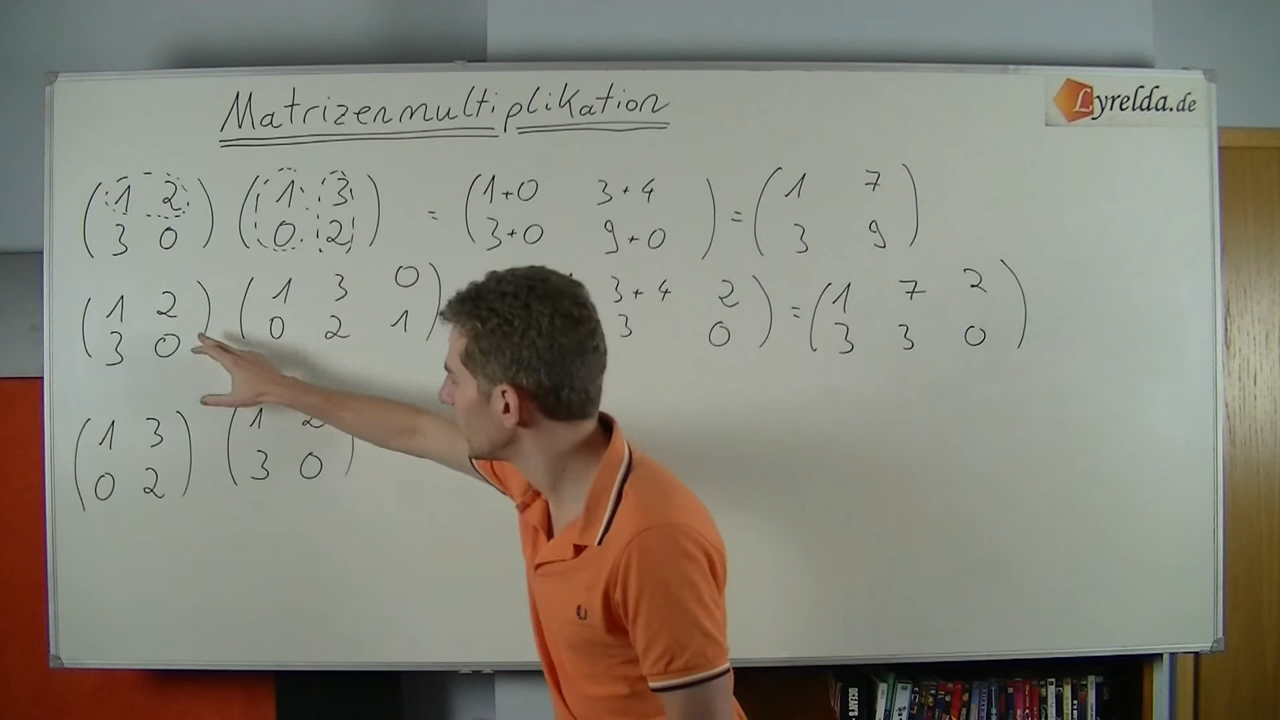 Matrizenmultiplikation
Lyrelda.de
(1 2) (1 3) = (1+0 3+4) = (1 7)
(3 0) (0 2) (3+0 9+0) (3 9)
(1 2) (1 3 0) 3+4 2) = (1 7 2)
(3 0) (0 2 1) 3 0) (3 3 0)
(1 3) (1 2)
(0 2) (3 0)
OCEAN'S